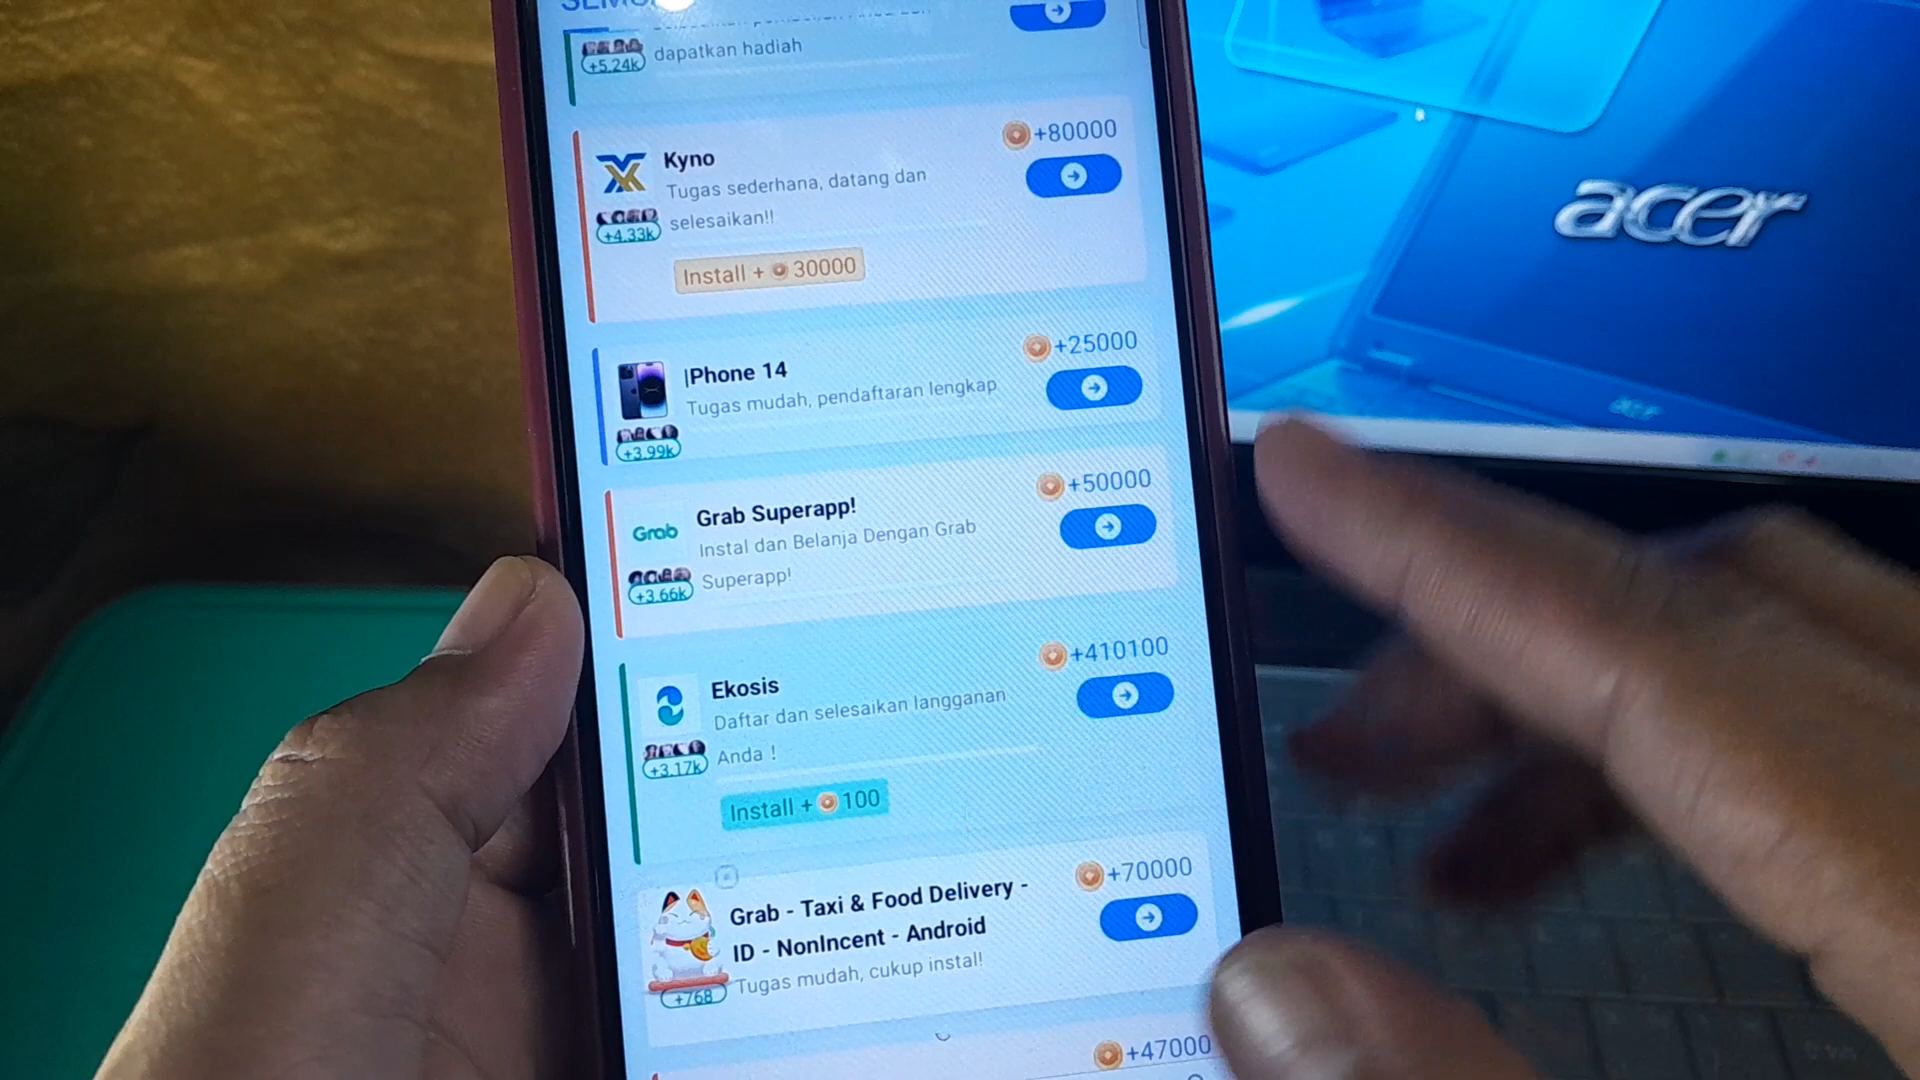 +5.24k
dapatkan hadiah
+80000
Kyno
Tugas sederhana, datang dan
selesaikan!!
+4.33k
Install + 30000
+25000
|Phone 14
Tugas mudah, pendaftaran lengkap
+3.99k
+50000
Grab
Grab Superapp!
Instal dan Belanja Dengan Grab
Superapp!
+3.66k
+410100
Ekosis
Daftar dan selesaikan langganan
Anda !
+3.17k
Install + 100
+70000
Grab - Taxi & Food Delivery -
ID - NonIncent - Android
Tugas mudah, cukup instal!
+768
+47000
acer
acer